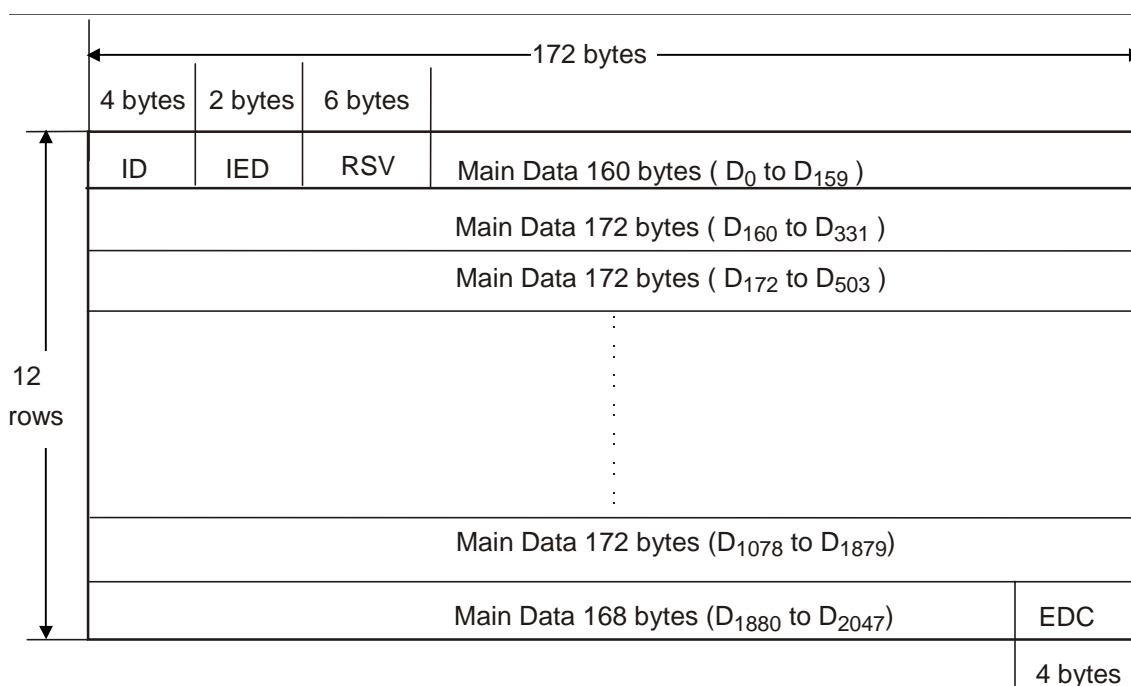 172 bytes
4 bytes 2 bytes 6 bytes
ID IED RSV Main Data 160 bytes ( D0 to D159 )
Main Data 172 bytes ( D160 to D331 )
Main Data 172 bytes ( D172 to D503 )
12
rows
Main Data 172 bytes (D1078 to D1879)
Main Data 168 bytes (D1880 to D2047) EDC
4 bytes